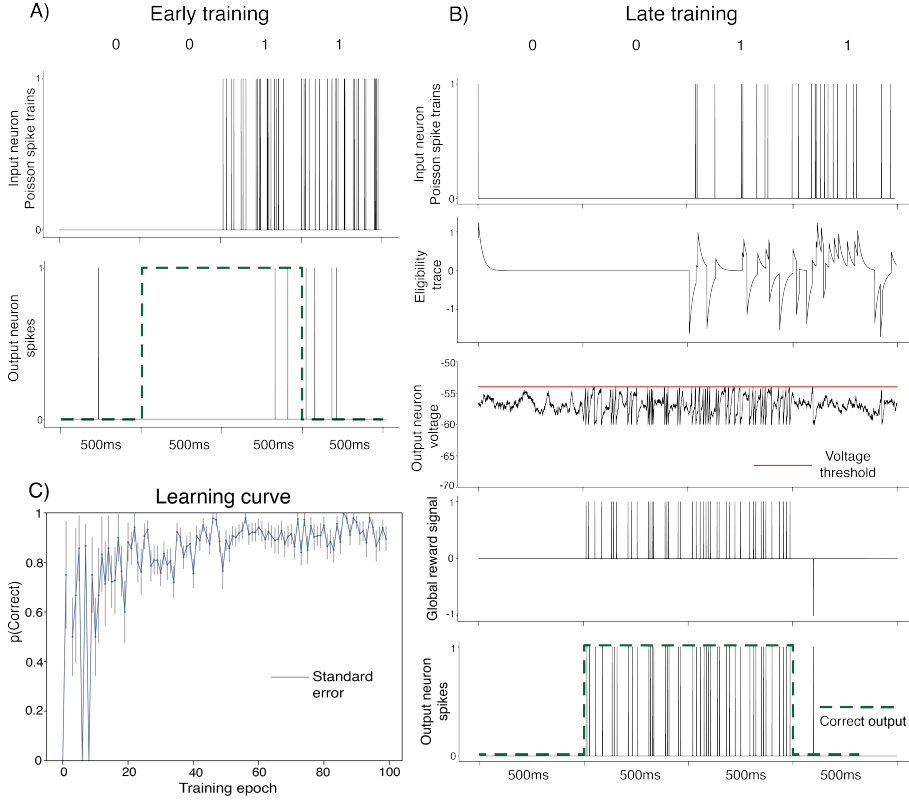 A)
Early training
0 0 1 1
Input neuron
Poisson spike trains
1
0
Output neuron
spikes
1
0
500ms 500ms 500ms 500ms
B)
Late training
0 0 1 1
Input neuron
Poisson spike trains
1
0
Eligibility
trace
1
0
-1
Output neuron
voltage
-50
-55
-60
-65
-70
Voltage
threshold
Global reward signal
1
0
-1
Output neuron
spikes
1
0
Correct output
500ms 500ms 500ms 500ms
C)
Learning curve
p(Correct)
1
0.8
0.6
0.4
0.2
0
Standard
error
0 20 40 60 80 100
Training epoch